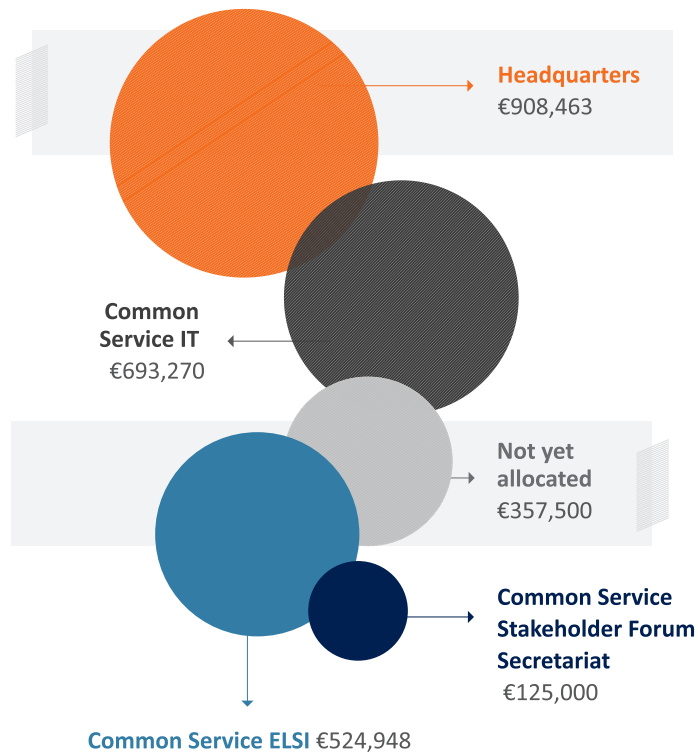 Headquarters
€908,463
Common
Service IT
€693,270
Not yet
allocated
€357,500
Common Service
Stakeholder Forum
Secretariat
€125,000
Common Service ELSI €524,948